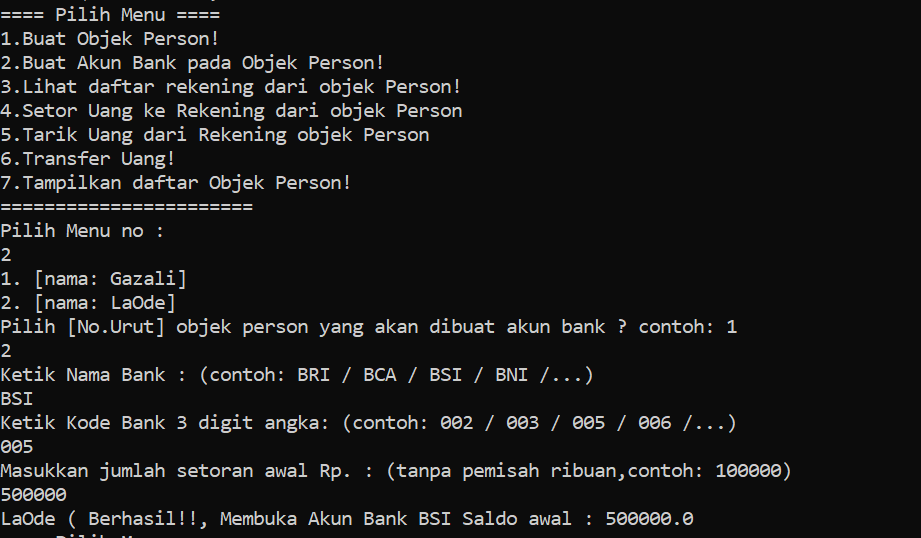 ==== Pilih Menu ====
1.Buat Objek Person!
2.Buat Akun Bank pada Objek Person!
3.Lihat daftar rekening dari objek Person!
4.Setor Uang ke Rekening dari objek Person
5.Tarik Uang dari Rekening objek Person
6.Transfer Uang!
7.Tampilkan daftar Objek Person!
=======================
Pilih Menu no :
2
1. [nama: Gazali]
2. [nama: LaOde]
Pilih [No.Urut] objek person yang akan dibuat akun bank ? contoh: 1
2
Ketik Nama Bank : (contoh: BRI / BCA / BSI / BNI /...)
BSI
Ketik Kode Bank 3 digit angka: (contoh: 002 / 003 / 005 / 006 /...)
005
Masukkan jumlah setoran awal Rp. : (tanpa pemisah ribuan,contoh: 100000)
500000
LaOde ( Berhasil!!, Membuka Akun Bank BSI Saldo awal : 500000.0